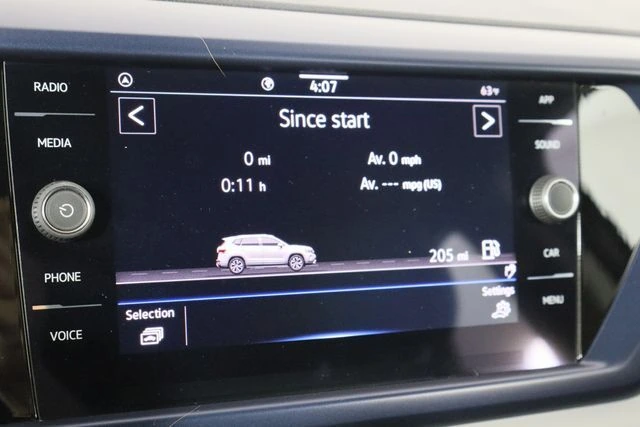 RADIO
MEDIA
PHONE
VOICE
4:07
63°F
Since start
0 mi
Av. 0 mph
0:11 h
Av. --- mpg (US)
205 mi
Selection
Settings
APP
SOUND
CAR
MENU